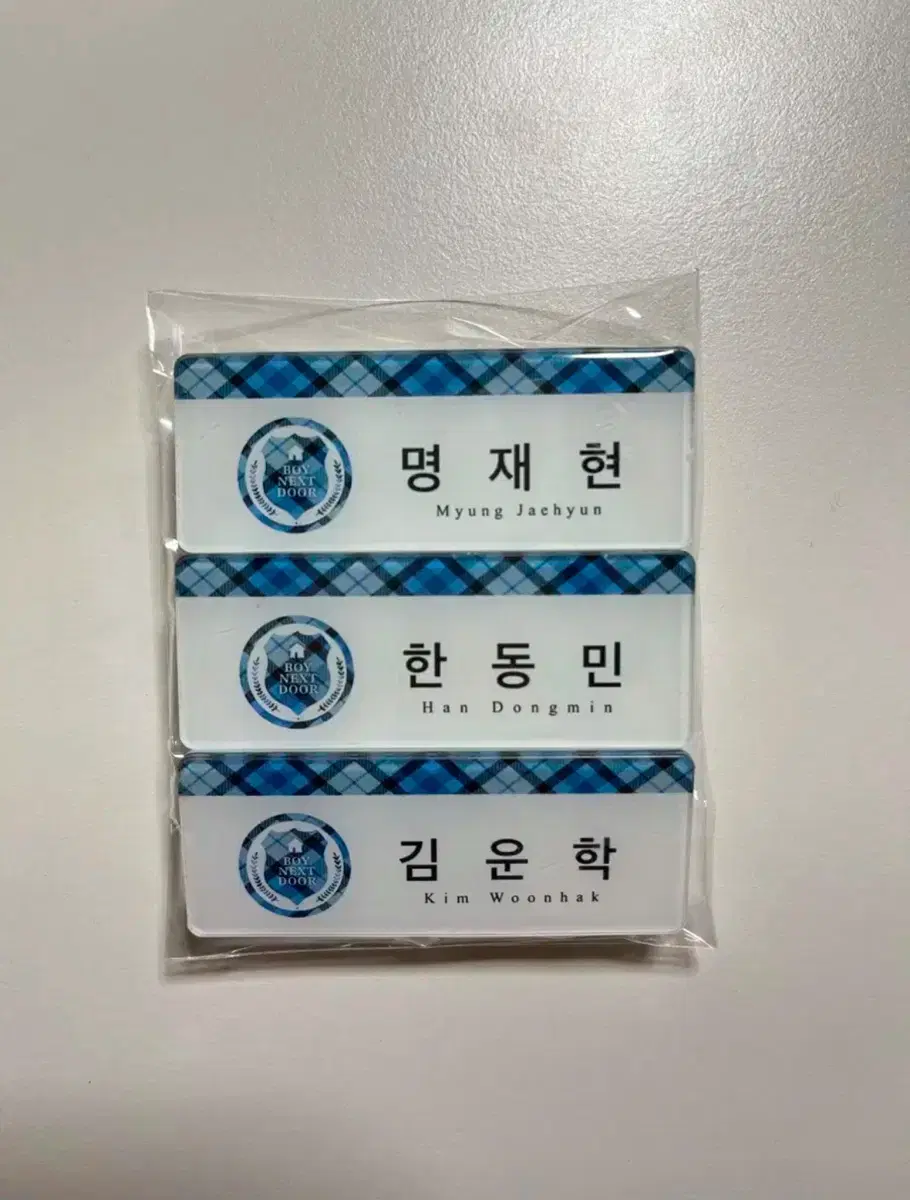 BOY
NEXT
DOOR
명 재 현
Myung Jaehyun
BOY
NEXT
DOOR
한 동 민
Han Dongmin
BOY
NEXT
DOOR
김 운 학
Kim Woonhak